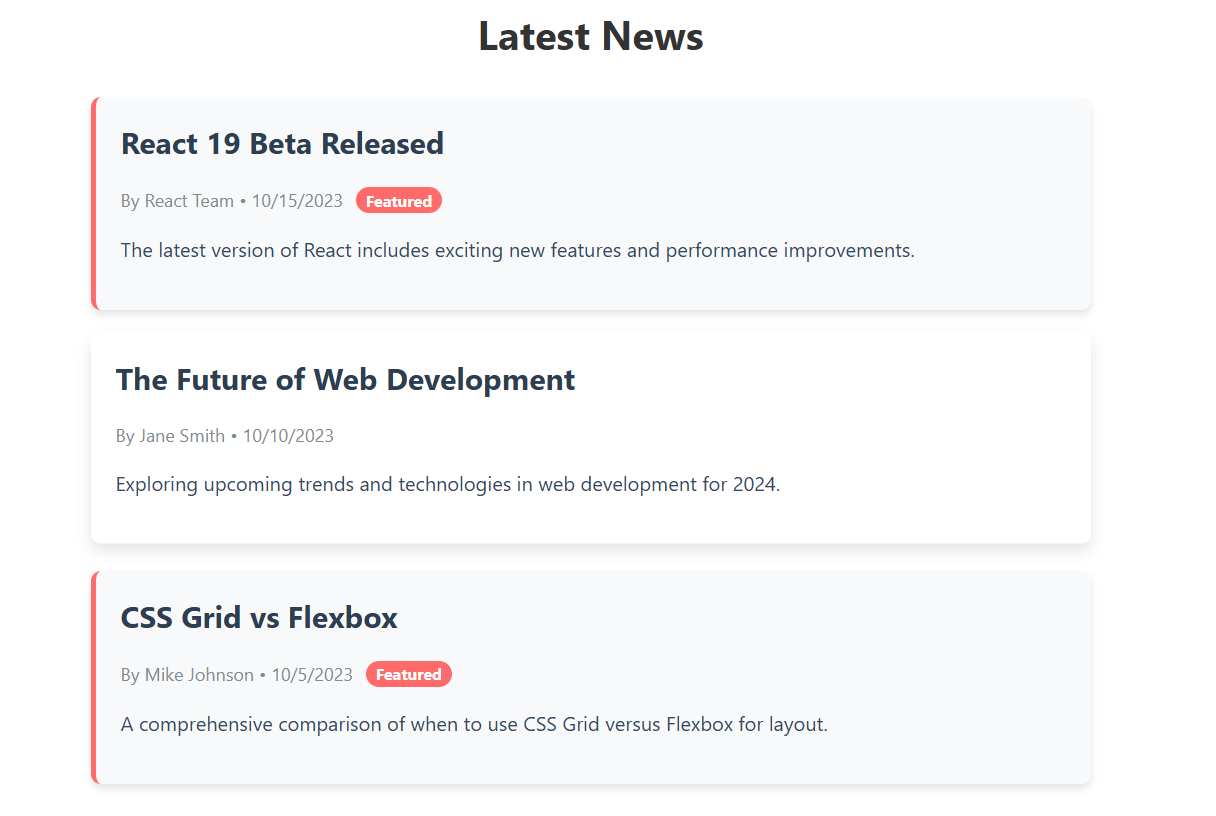 Latest News
React 19 Beta Released
By React Team • 10/15/2023 Featured
The latest version of React includes exciting new features and performance improvements.
The Future of Web Development
By Jane Smith • 10/10/2023
Exploring upcoming trends and technologies in web development for 2024.
CSS Grid vs Flexbox
By Mike Johnson • 10/5/2023 Featured
A comprehensive comparison of when to use CSS Grid versus Flexbox for layout.